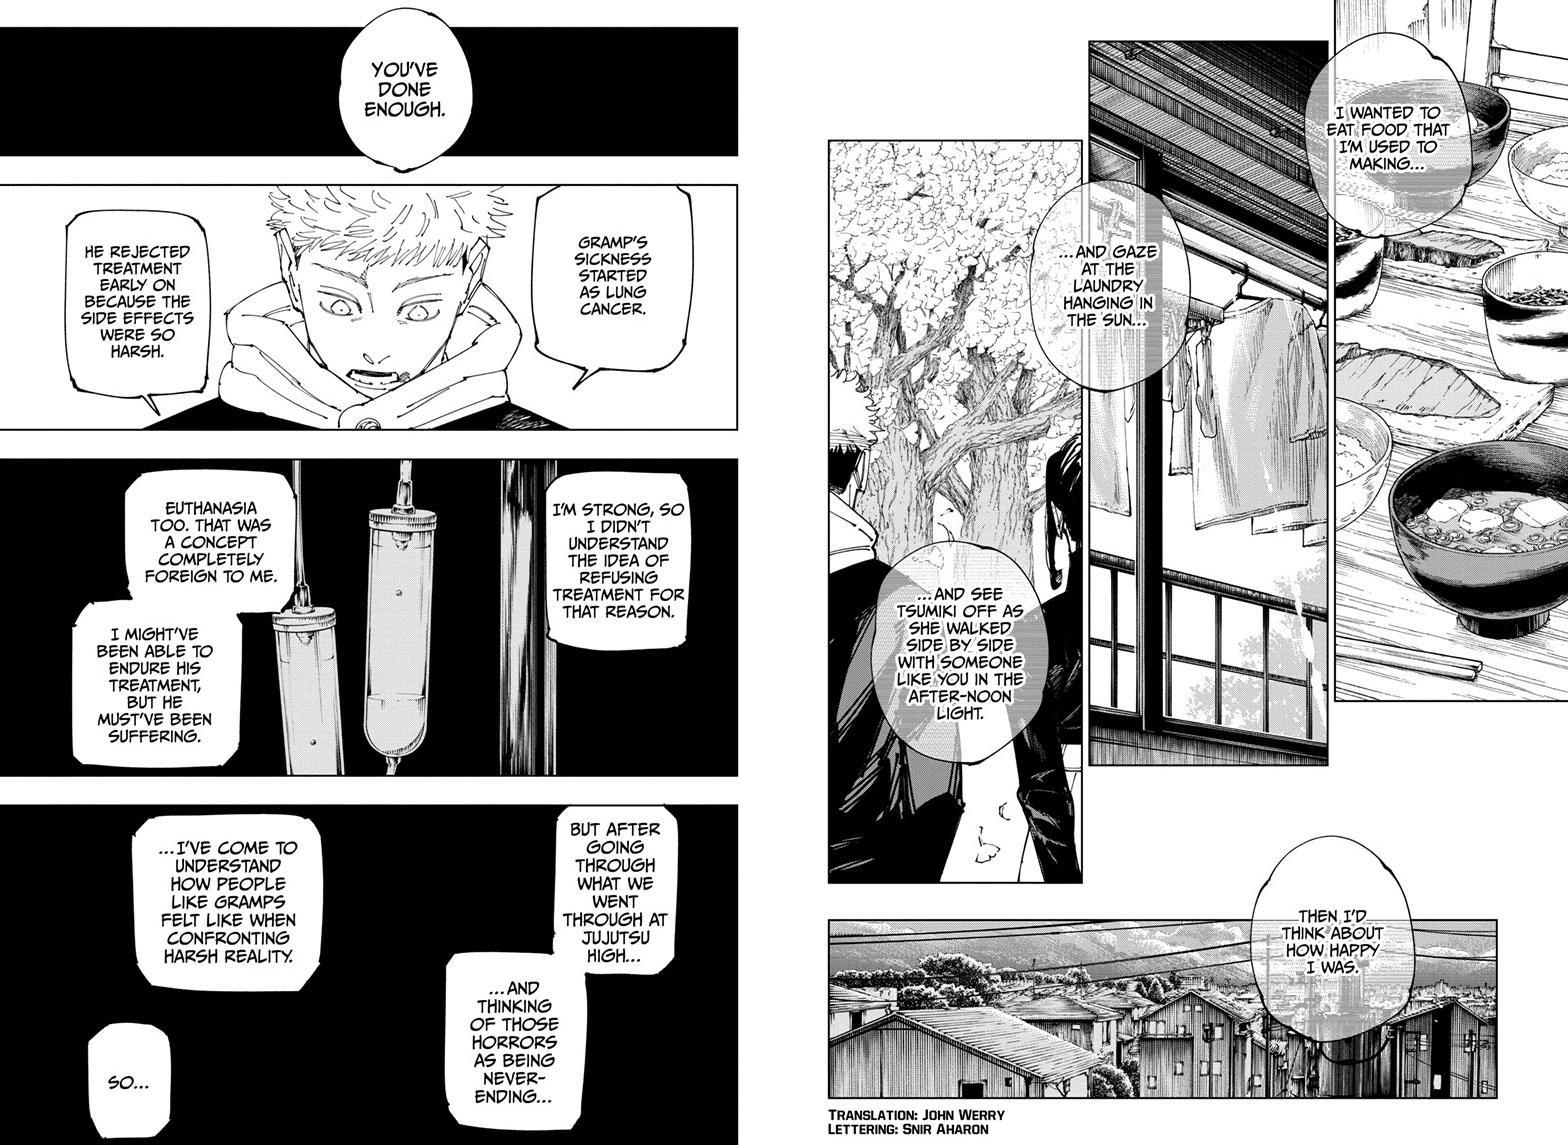 I WANTED TO
EAT FOOD THAT
I'M USED TO
MAKING...
...AND GAZE
AT THE
LAUNDRY
HANGING IN
THE SUN...
...AND SEE
TSUMIKI OFF AS
SHE WALKED
SIDE BY SIDE
WITH SOMEONE
LIKE YOU IN THE
AFTER-NOON
LIGHT.
THEN I'D
THINK ABOUT
HOW HAPPY
I WAS.
TRANSLATION: JOHN WERRY
LETTERING: SNIR AHARON
YOU'VE
DONE
ENOUGH.
GRAMP'S
SICKNESS
STARTED
AS LUNG
CANCER.
HE REJECTED
TREATMENT
EARLY ON
BECAUSE THE
SIDE EFFECTS
WERE SO
HARSH.
I'M STRONG, SO
I DIDN'T
UNDERSTAND
THE IDEA OF
REFUSING
TREATMENT FOR
THAT REASON.
EUTHANASIA
TOO. THAT WAS
A CONCEPT
COMPLETELY
FOREIGN TO ME.
I MIGHT'VE
BEEN ABLE TO
ENDURE HIS
TREATMENT,
BUT HE
MUST'VE BEEN
SUFFERING.
BUT AFTER
GOING
THROUGH
WHAT WE
WENT
THROUGH AT
JUJUTSU
HIGH...
...AND
THINKING
OF THOSE
HORRORS
AS BEING
NEVER-
ENDING...
...I'VE COME TO
UNDERSTAND
HOW PEOPLE
LIKE GRAMPS
FELT LIKE WHEN
CONFRONTING
HARSH REALITY.
SO...